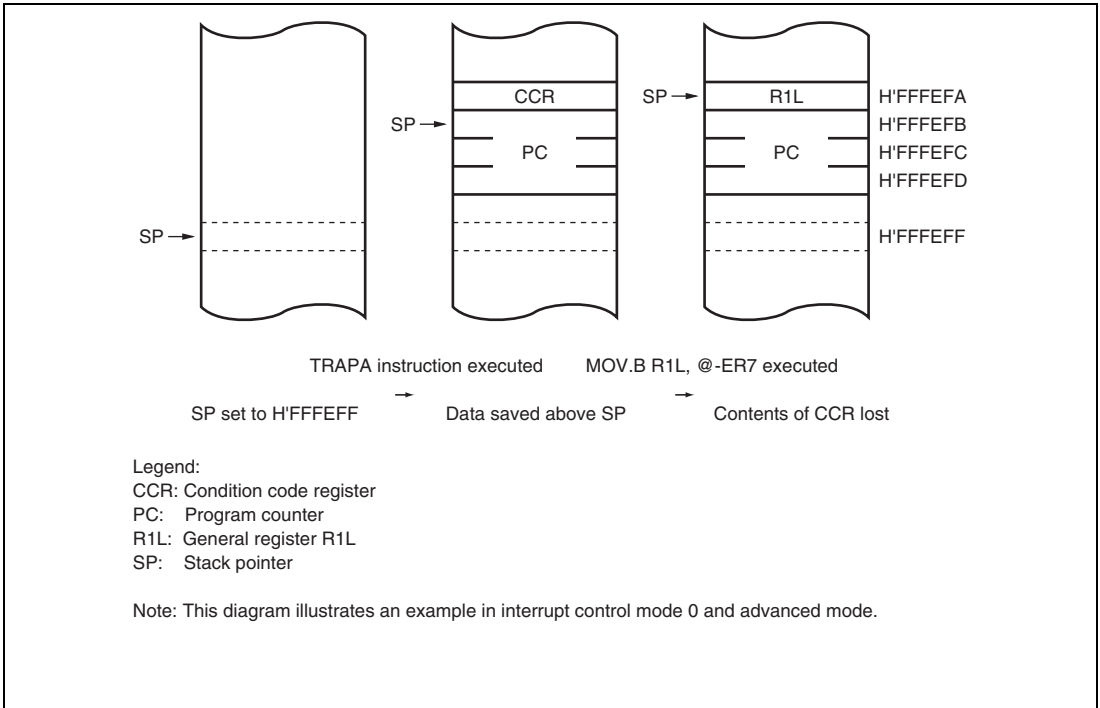 CCR
SP
R1L
H'FFFEFA
SP
H'FFFEFB
PC
PC
H'FFFEFC
H'FFFEFD
SP
H'FFFEFF
TRAPA instruction executed
MOV.B R1L, @-ER7 executed
SP set to H'FFFEFF
Data saved above SP
Contents of CCR lost
Legend:
CCR: Condition code register
PC: Program counter
R1L: General register R1L
SP: Stack pointer
Note: This diagram illustrates an example in interrupt control mode 0 and advanced mode.